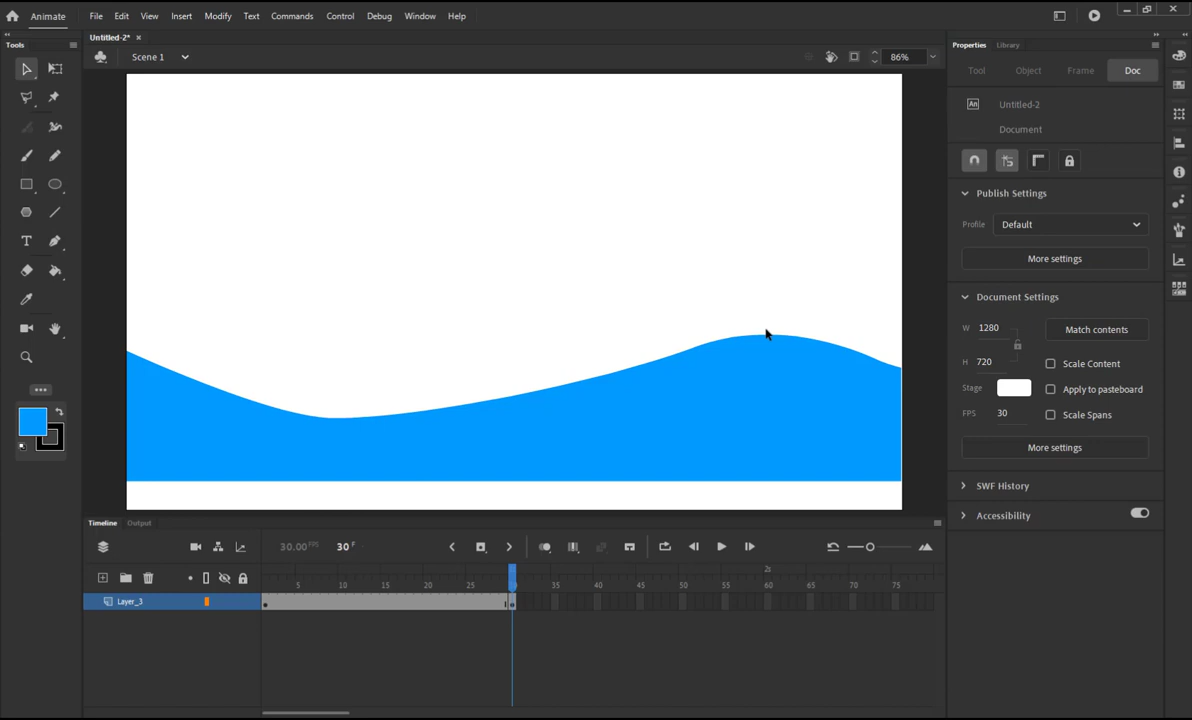 Animate
File Edit View Insert Modify Text Commands Control Debug Window Help
Tools
Untitled-2* ×
Scene 1
86%
Properties Library
Tool Object Frame Doc
An Untitled-2
Document
Publish Settings
Profile Default
More settings
Document Settings
W 1280 Match contents
H 720 Scale Content
Stage Apply to pasteboard
FPS 30 Scale Spans
More settings
SWF History
Accessibility
T
Timeline Output
30.00 FPS 30 F
2s
5 10 15 20 25 30 35 40 45 50 55 60 65 70 75
Layer_3